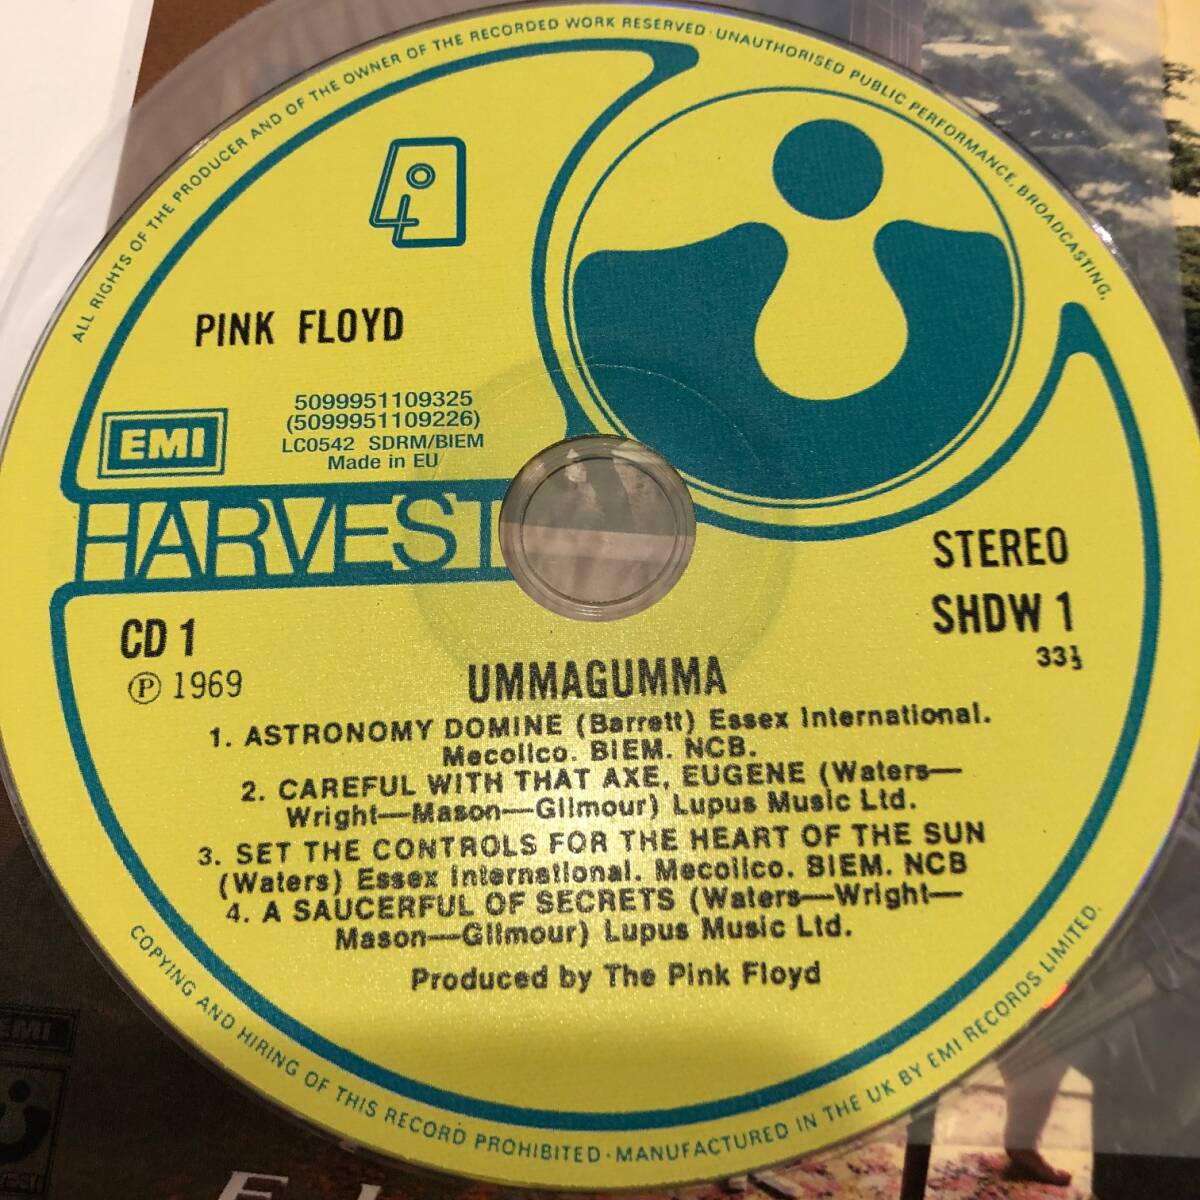 ALL RIGHTS OF THE PRODUCER AND OF THE OWNER OF THE RECORDED WORK RESERVED · UNAUTHORISED PUBLIC PERFORMANCE, BROADCASTING,
PINK FLOYD
5099951109325
(5099951109226)
LC0542 SDRM/BIEM
Made in EU
EMI
HARVEST
STEREO
SHDW 1
33⅓
CD 1
Ⓟ 1969
UMMAGUMMA
1. ASTRONOMY DOMINE (Barrett) Essex International.
Mecolico. BIEM. NCB.
2. CAREFUL WITH THAT AXE, EUGENE (Waters—
Wright—Mason—Gilmour) Lupus Music Ltd.
3. SET THE CONTROLS FOR THE HEART OF THE SUN
(Waters) Essex International. Mecolico. BIEM. NCB
4. A SAUCERFUL OF SECRETS (Waters—Wright—
Mason—Gilmour) Lupus Music Ltd.
Produced by The Pink Floyd
COPYING AND HIRING OF THIS RECORD PROHIBITED · MANUFACTURED IN THE UK BY EMI RECORDS LIMITED.
EMI